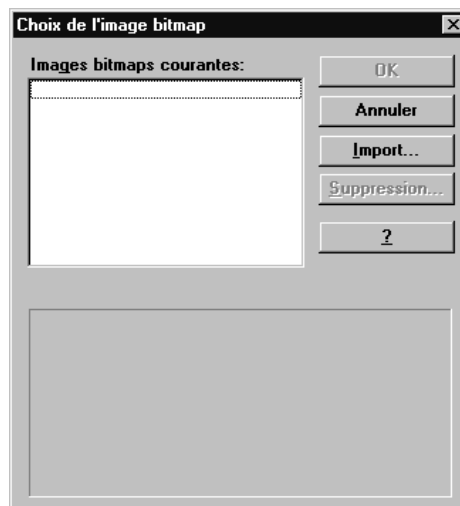 Choix de l'image bitmap
Images bitmaps courantes:
OK
Annuler
Import...
Suppression...
?